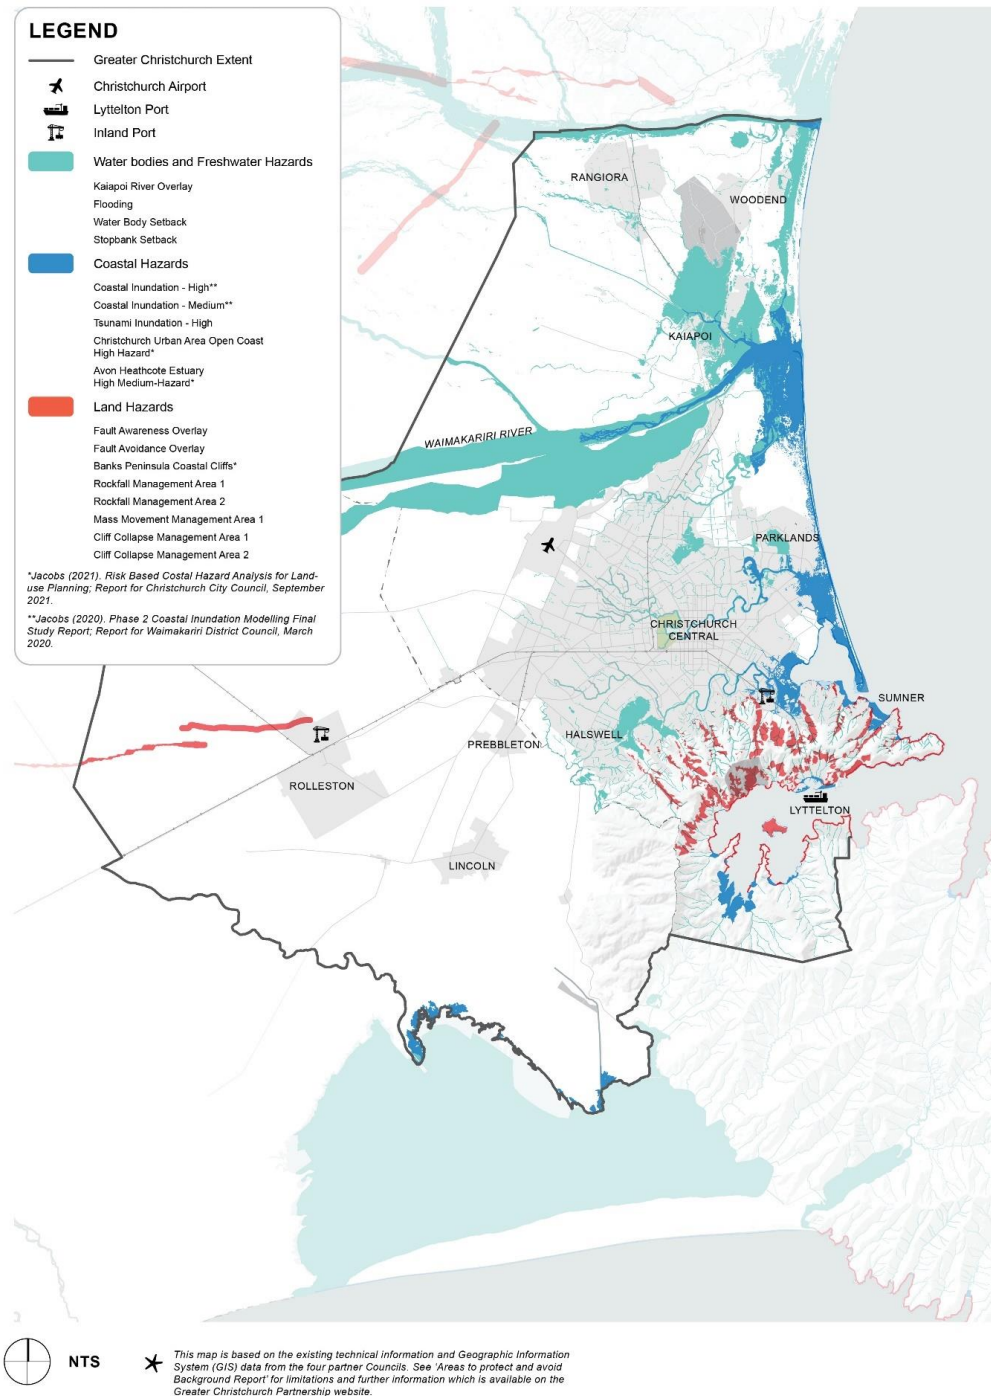 LEGEND
Greater Christchurch Extent
Christchurch Airport
Lyttelton Port
Inland Port
Water bodies and Freshwater Hazards
Kaiapoi River Overlay
Flooding
Water Body Setback
Stopbank Setback
Coastal Hazards
Coastal Inundation - High**
Coastal Inundation - Medium**
Tsunami Inundation - High
Christchurch Urban Area Open Coast
High Hazard*
Avon Heathcote Estuary
High Medium-Hazard*
Land Hazards
Fault Awareness Overlay
Fault Avoidance Overlay
Banks Peninsula Coastal Cliffs*
Rockfall Management Area 1
Rockfall Management Area 2
Mass Movement Management Area 1
Cliff Collapse Management Area 1
Cliff Collapse Management Area 2
*Jacobs (2021). Risk Based Costal Hazard Analysis for Land-
use Planning; Report for Christchurch City Council, September
2021.
**Jacobs (2020). Phase 2 Coastal Inundation Modelling Final
Study Report; Report for Waimakariri District Council, March
2020.
RANGIORA
WOODEND
KAIAPOI
WAIMAKARIRI RIVER
PARKLANDS
CHRISTCHURCH
CENTRAL
SUMNER
HALSWELL
PREBBLETON
ROLLESTON
LYTTELTON
LINCOLN
NTS
This map is based on the existing technical information and Geographic Information
System (GIS) data from the four partner Councils. See 'Areas to protect and avoid
Background Report' for limitations and further information which is available on the
Greater Christchurch Partnership website.